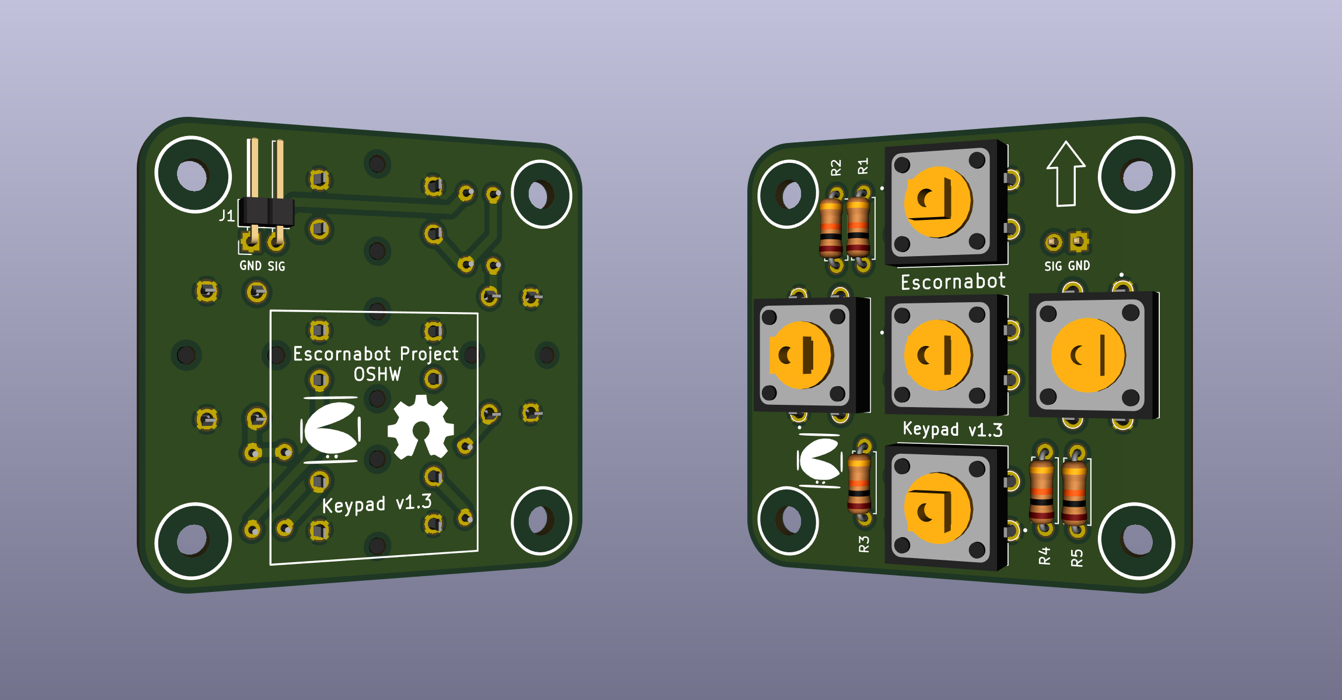 J1
GND SIG
Escornabot Project
OSHW
Keypad v1.3
R2
R1
SIG GND
Escornabot
Keypad v1.3
R3
R4
R5